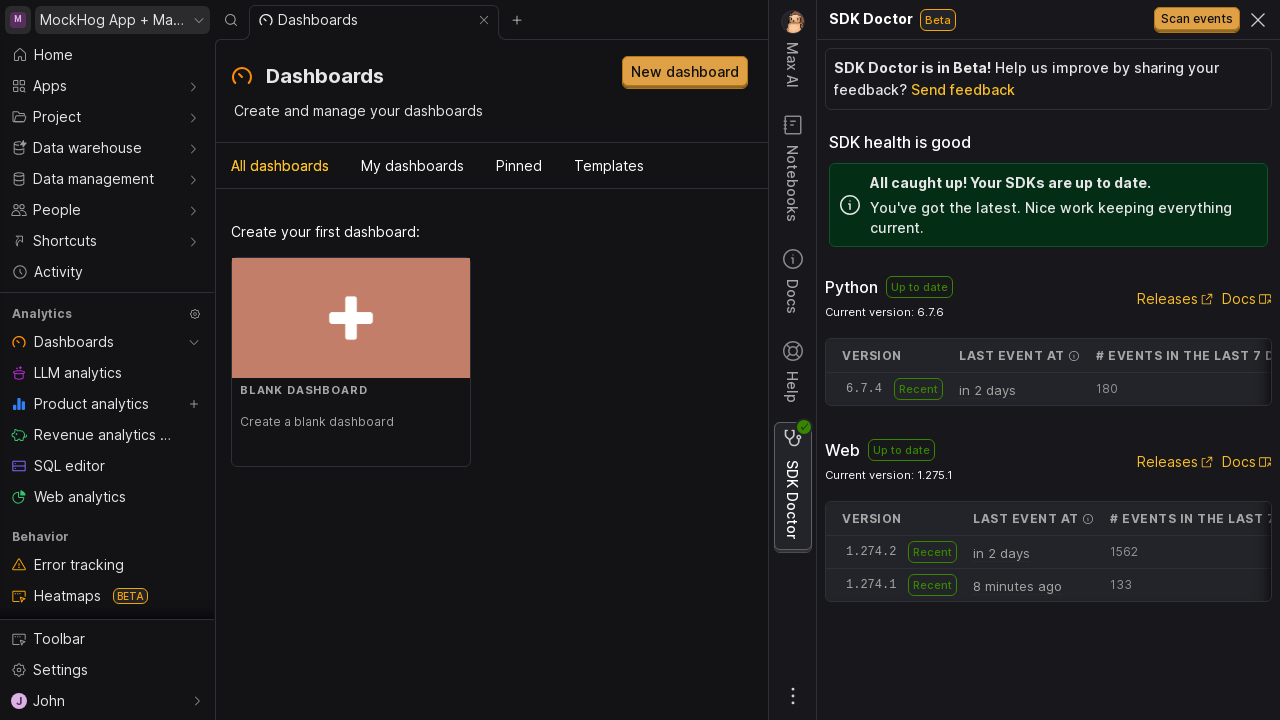 M
MockHog App + Ma...
Home
Apps
Project
Data warehouse
Data management
People
Shortcuts
Activity
Analytics
Dashboards
LLM analytics
Product analytics
Revenue analytics ...
SQL editor
Web analytics
Behavior
Error tracking
Heatmaps BETA
Toolbar
Settings
J John
Dashboards
Dashboards
New dashboard
Create and manage your dashboards
All dashboards My dashboards Pinned Templates
Create your first dashboard:
BLANK DASHBOARD
Create a blank dashboard
Max AI
Notebooks
Docs
Help
SDK Doctor
SDK Doctor Beta
Scan events
SDK Doctor is in Beta! Help us improve by sharing your
feedback? Send feedback
SDK health is good
All caught up! Your SDKs are up to date.
You've got the latest. Nice work keeping everything
current.
Python Up to date
Releases Docs
Current version: 6.7.6
VERSION LAST EVENT AT # EVENTS IN THE LAST 7 D
6.7.4 Recent in 2 days 180
Web Up to date
Releases Docs
Current version: 1.275.1
VERSION LAST EVENT AT # EVENTS IN THE LAST 7
1.274.2 Recent in 2 days 1562
1.274.1 Recent 8 minutes ago 133